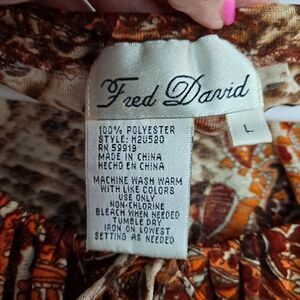 Fred David
L
100% POLYESTER
STYLE: H2U520
RN 59919
MADE IN CHINA
HECHO EN CHINA
MACHINE WASH WARM
WITH LIKE COLORS
USE ONLY
NON-CHLORINE
BLEACH WHEN NEEDED
TUMBLE DRY
IRON ON LOWEST
SETTING AS NEEDED